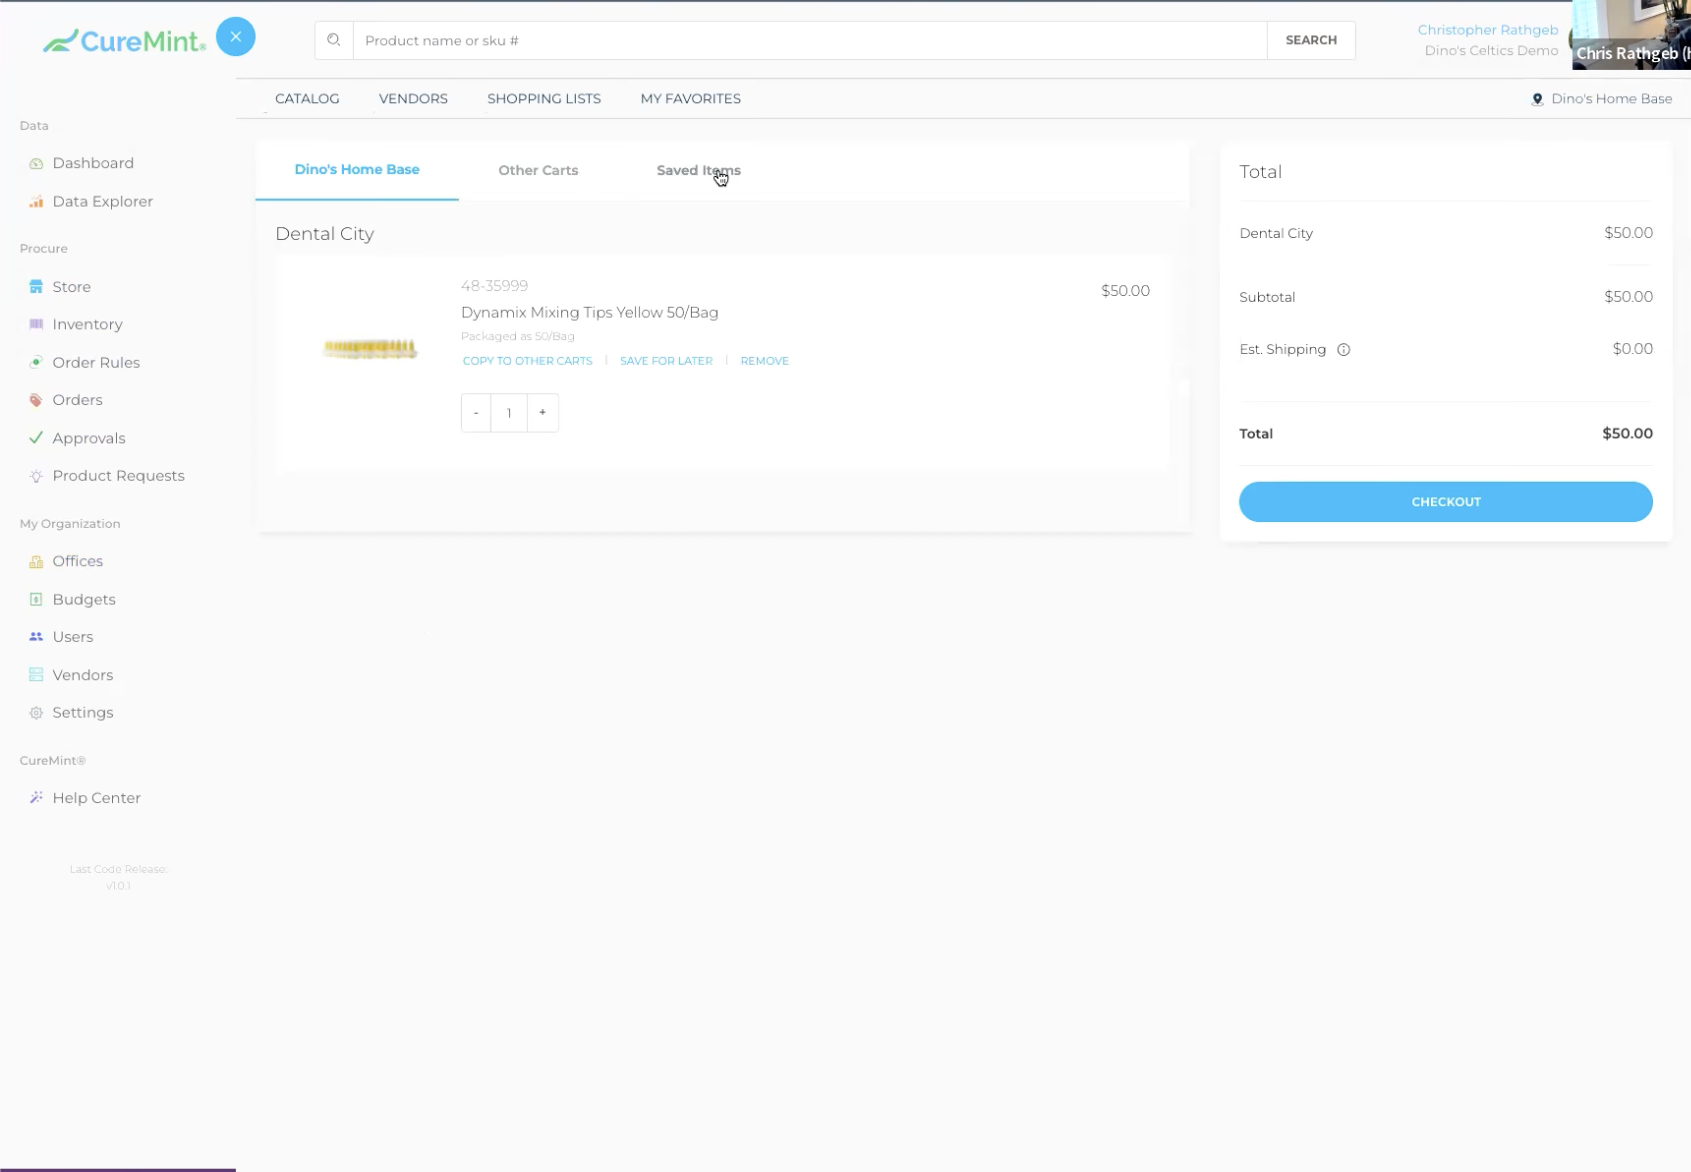 CureMint®
Product name or sku #
SEARCH
Christopher Rathgeb
Dino's Celtics Demo
Chris Rathgeb (
CATALOG
VENDORS
SHOPPING LISTS
MY FAVORITES
Dino's Home Base
Data
Dashboard
Data Explorer
Procure
Store
Inventory
Order Rules
Orders
Approvals
Product Requests
My Organization
Offices
Budgets
Users
Vendors
Settings
CureMint®
Help Center
Last Code Release:
v1.0.1
Dino's Home Base
Other Carts
Saved Items
Dental City
48-35999
$50.00
Dynamix Mixing Tips Yellow 50/Bag
Packaged as 50/Bag
COPY TO OTHER CARTS | SAVE FOR LATER | REMOVE
- 1 +
Total
Dental City $50.00
Subtotal $50.00
Est. Shipping $0.00
Total $50.00
CHECKOUT